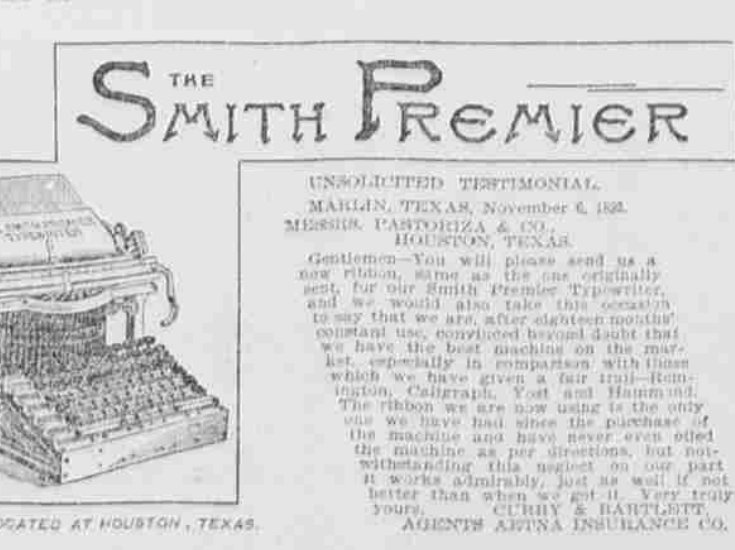 THE
SMITH PREMIER
UNSOLICITED TESTIMONIAL.
MARLIN, TEXAS, November 6,
MESSRS. PASTORIZA & CO.,
HOUSTON, TEXAS.
Gentlemen—You will please send us a
new ribbon, same as the one originally
sent, for our Smith Premier Typewriter,
and we would also take this occasion
to say that we are, after eighteen months'
constant use, convinced beyond doubt that
we have the best machine on the mar-
ket, especially in comparison with those
which we have given a fair trail—Rem-
ington, Caligraph, Yost and Hammond.
The ribbon we are now using is the only
one we have had since the purchase of
the machine and have never even oiled
the machine as per directions, but not-
withstanding this neglect on our part
it works admirably, just as well if not
better than when we got it. Very truly
yours, CURRY & BARTLETT,
AGENTS AETNA INSURANCE CO.
OCATED AT HOUSTON, TEXAS.